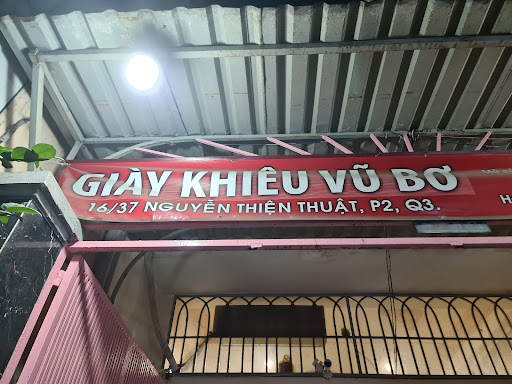 GIÀY KHIÊU VŨ BƠ
16/37 NGUYỄN THIỆN THUẬT, P2, Q3.